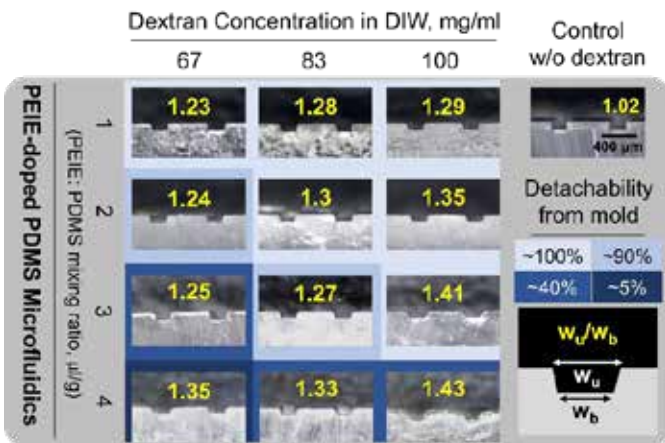 Dextran Concentration in DIW, mg/ml
67 83 100
Control
w/o dextran
PEIE-doped PDMS Microfluidics
(PEIE: PDMS mixing ratio, µl/g)
1
1.23 1.28 1.29
1.02
400 µm
2
1.24 1.3 1.35
Detachability
from mold
~100% ~90%
~40% ~5%
3
1.25 1.27 1.41
4
1.35 1.33 1.43
Wu/Wb
Wu
Wb